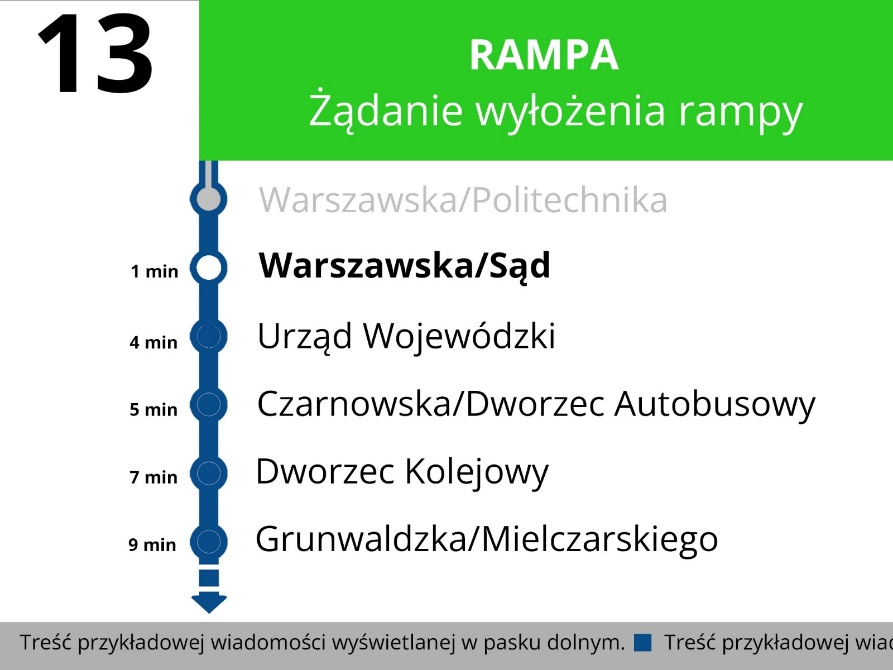 13
RAMPA
Żądanie wyłożenia rampy
Warszawska/Politechnika
1 min Warszawska/Sąd
4 min Urząd Wojewódzki
5 min Czarnowska/Dworzec Autobusowy
7 min Dworzec Kolejowy
9 min Grunwaldzka/Mielczarskiego
Treść przykładowej wiadomości wyświetlanej w pasku dolnym. Treść przykładowej wiad